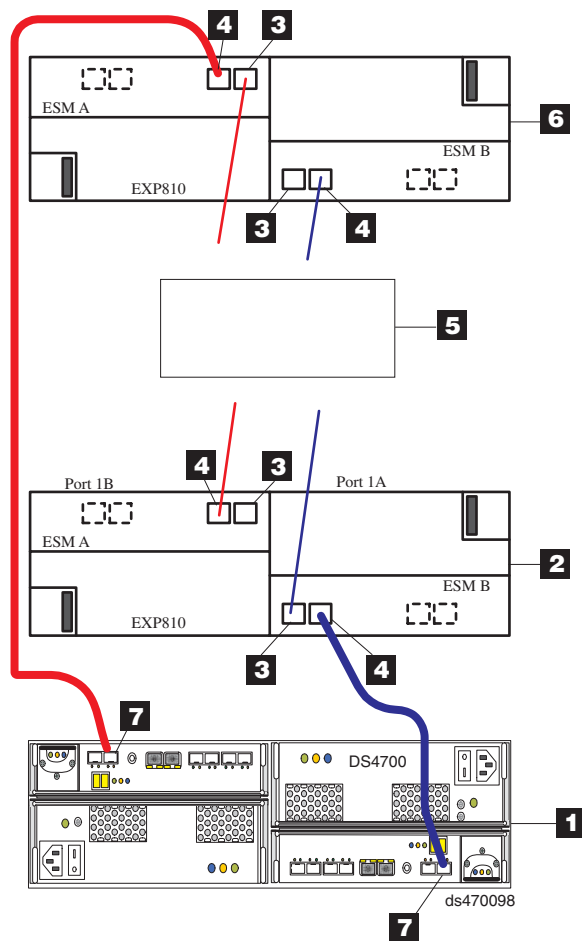 4 3
ESM A
6
ESM B
EXP810
3 4
5
4 3
Port 1B Port 1A
ESM A
2
ESM B
EXP810
3 4
7
DS4700
1
7
ds470098